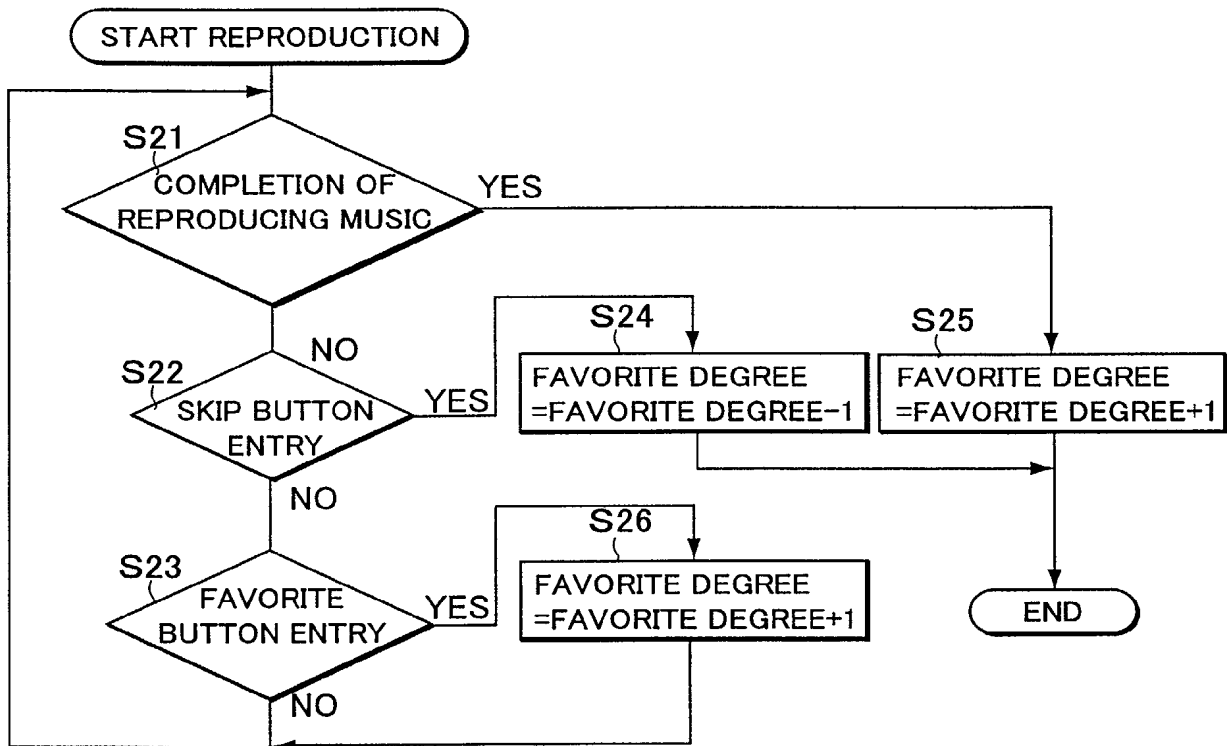 START REPRODUCTION
S21
COMPLETION OF
REPRODUCING MUSIC
YES
NO
S22
SKIP BUTTON
ENTRY
YES
NO
S24
FAVORITE DEGREE
=FAVORITE DEGREE-1
S25
FAVORITE DEGREE
=FAVORITE DEGREE+1
S23
FAVORITE
BUTTON ENTRY
YES
NO
S26
FAVORITE DEGREE
=FAVORITE DEGREE+1
END